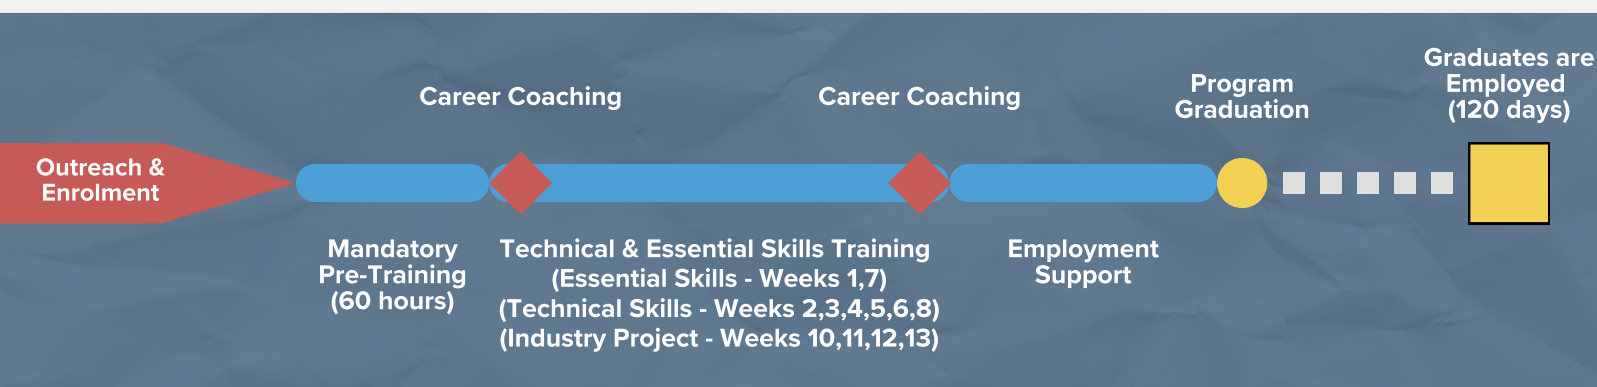 Outreach &
Enrolment
Career Coaching
Career Coaching
Program
Graduation
Graduates are
Employed
(120 days)
Mandatory
Pre-Training
(60 hours)
Technical & Essential Skills Training
(Essential Skills - Weeks 1,7)
(Technical Skills - Weeks 2,3,4,5,6,8)
(Industry Project - Weeks 10,11,12,13)
Employment
Support